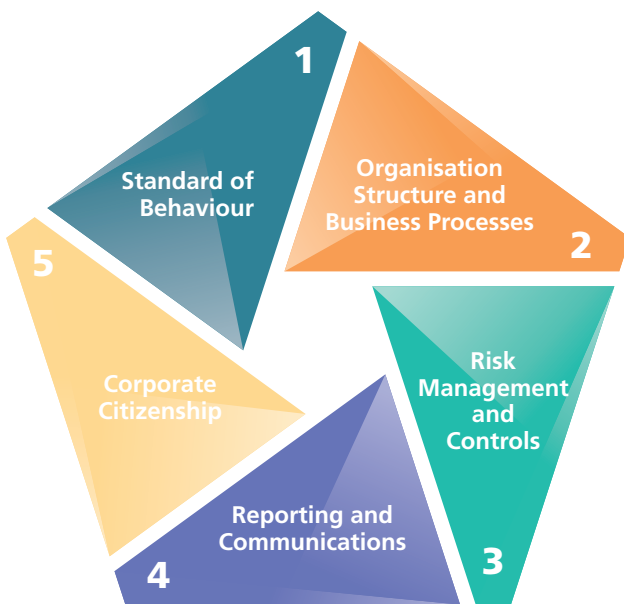 1
Standard of
Behaviour
Organisation
Structure and
Business Processes
2
Risk
Management
and
Controls
3
Reporting and
Communications
4
Corporate
Citizenship
5